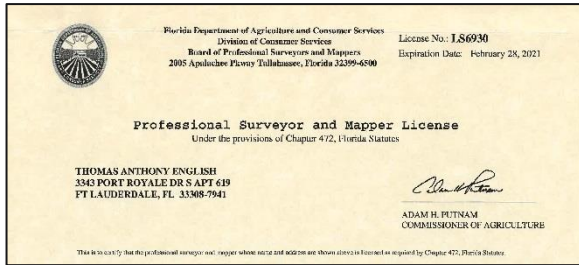 Florida Department of Agriculture and Consumer Services
Division of Consumer Services
Board of Professional Surveyors and Mappers
2005 Apalachee Pkway Tallahassee, Florida 32399-6500
License No.: LS6930
Expiration Date: February 28, 2021
Professional Surveyor and Mapper License
Under the provisions of Chapter 472, Florida Statutes
THOMAS ANTHONY ENGLISH
3343 PORT ROYALE DR S APT 619
FT LAUDERDALE, FL 33308-7941
ADAM H. PUTNAM
COMMISSIONER OF AGRICULTURE
This is to certify that the professional surveyor and mapper whose name and address are shown above is licensed as required by Chapter 472, Florida Statutes